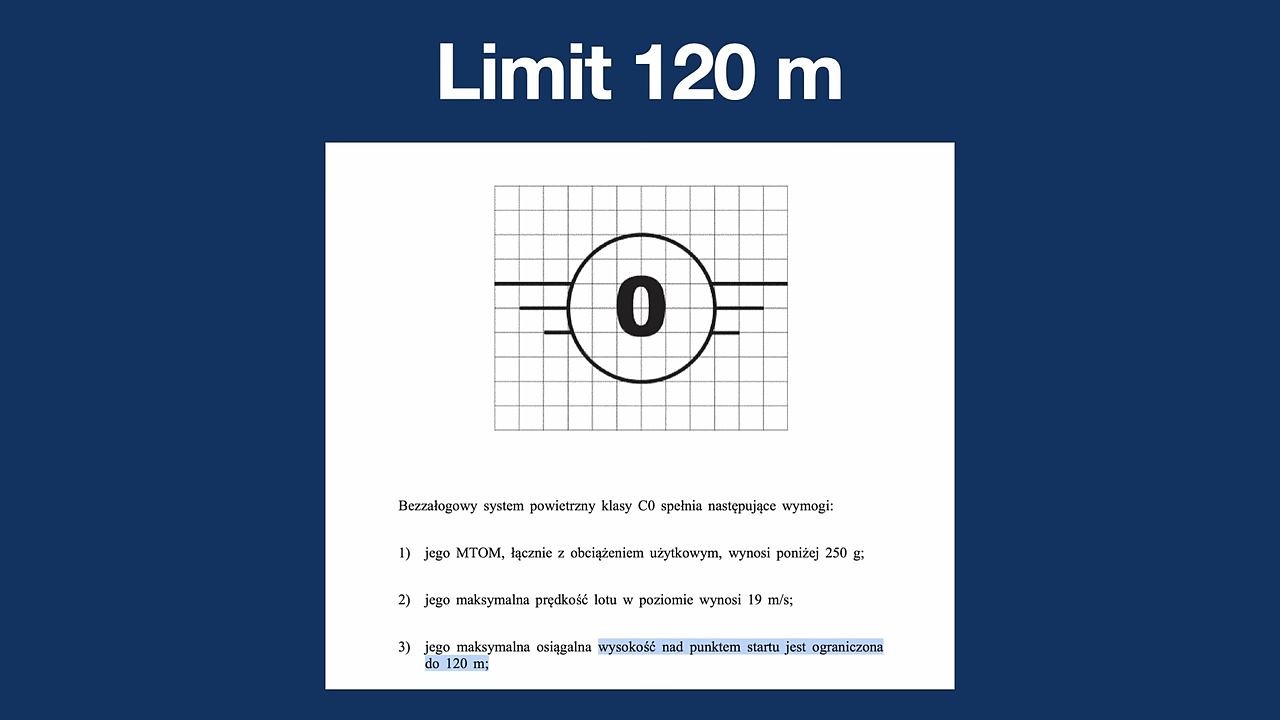 Limit 120 m
0
Bezzałogowy system powietrzny klasy C0 spełnia następujące wymogi:
1) jego MTOM, łącznie z obciążeniem użytkowym, wynosi poniżej 250 g;
2) jego maksymalna prędkość lotu w poziomie wynosi 19 m/s;
3) jego maksymalna osiągalna wysokość nad punktem startu jest ograniczona
do 120 m;